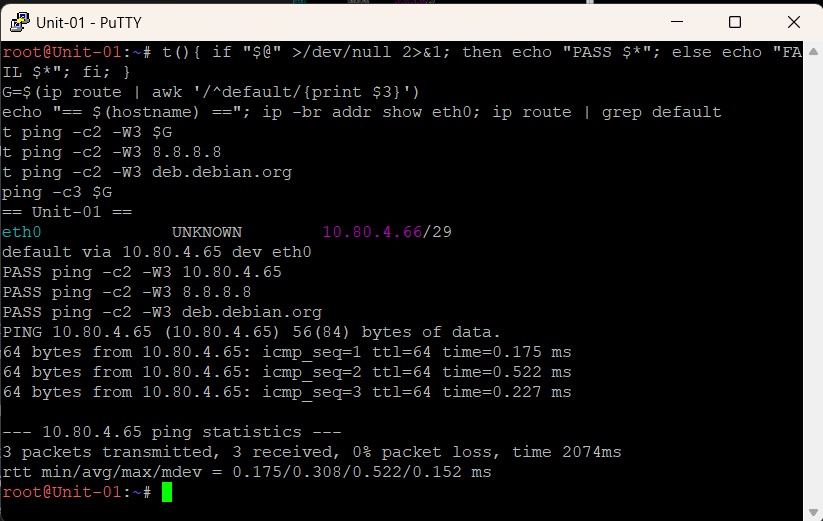 Unit-01 - PuTTY
root@Unit-01:~# t(){ if "$@" >/dev/null 2>&1; then echo "PASS $*"; else echo "FA
IL $*"; fi; }
G=$(ip route | awk '/^default/{print $3}')
echo "== $(hostname) =="; ip -br addr show eth0; ip route | grep default
t ping -c2 -W3 $G
t ping -c2 -W3 8.8.8.8
t ping -c2 -W3 deb.debian.org
ping -c3 $G
== Unit-01 ==
eth0             UNKNOWN        10.80.4.66/29
default via 10.80.4.65 dev eth0
PASS ping -c2 -W3 10.80.4.65
PASS ping -c2 -W3 8.8.8.8
PASS ping -c2 -W3 deb.debian.org
PING 10.80.4.65 (10.80.4.65) 56(84) bytes of data.
64 bytes from 10.80.4.65: icmp_seq=1 ttl=64 time=0.175 ms
64 bytes from 10.80.4.65: icmp_seq=2 ttl=64 time=0.522 ms
64 bytes from 10.80.4.65: icmp_seq=3 ttl=64 time=0.227 ms

--- 10.80.4.65 ping statistics ---
3 packets transmitted, 3 received, 0% packet loss, time 2074ms
rtt min/avg/max/mdev = 0.175/0.308/0.522/0.152 ms
root@Unit-01:~#